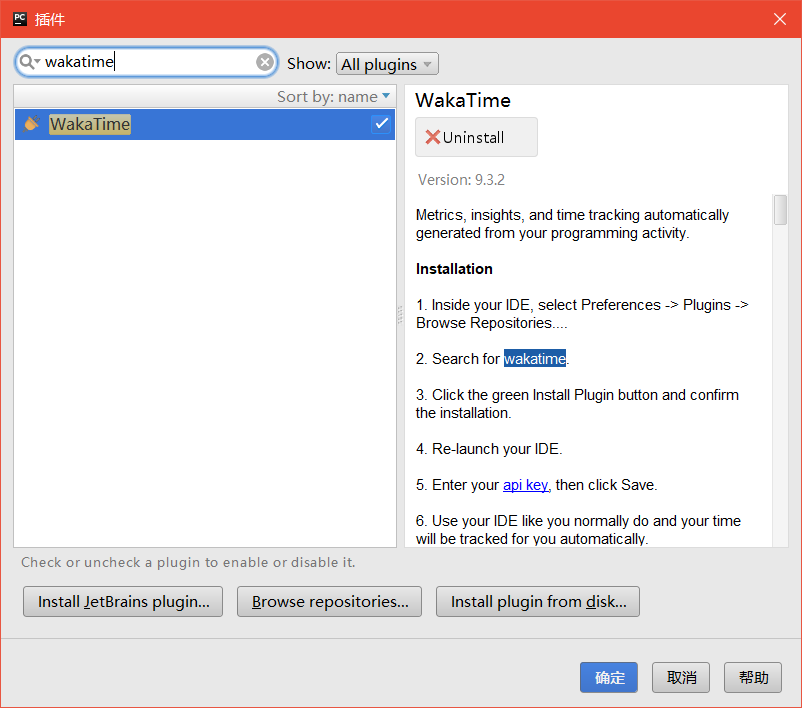 PC 插件
wakatime Show: All plugins
Sort by: name
WakaTime
WakaTime
Uninstall
Version: 9.3.2
Metrics, insights, and time tracking automatically
generated from your programming activity.
Installation
1. Inside your IDE, select Preferences -> Plugins ->
Browse Repositories....
2. Search for wakatime.
3. Click the green Install Plugin button and confirm
the installation.
4. Re-launch your IDE.
5. Enter your api key, then click Save.
6. Use your IDE like you normally do and your time
will be tracked for you automatically.
Check or uncheck a plugin to enable or disable it.
Install JetBrains plugin... Browse repositories... Install plugin from disk...
确定 取消 帮助